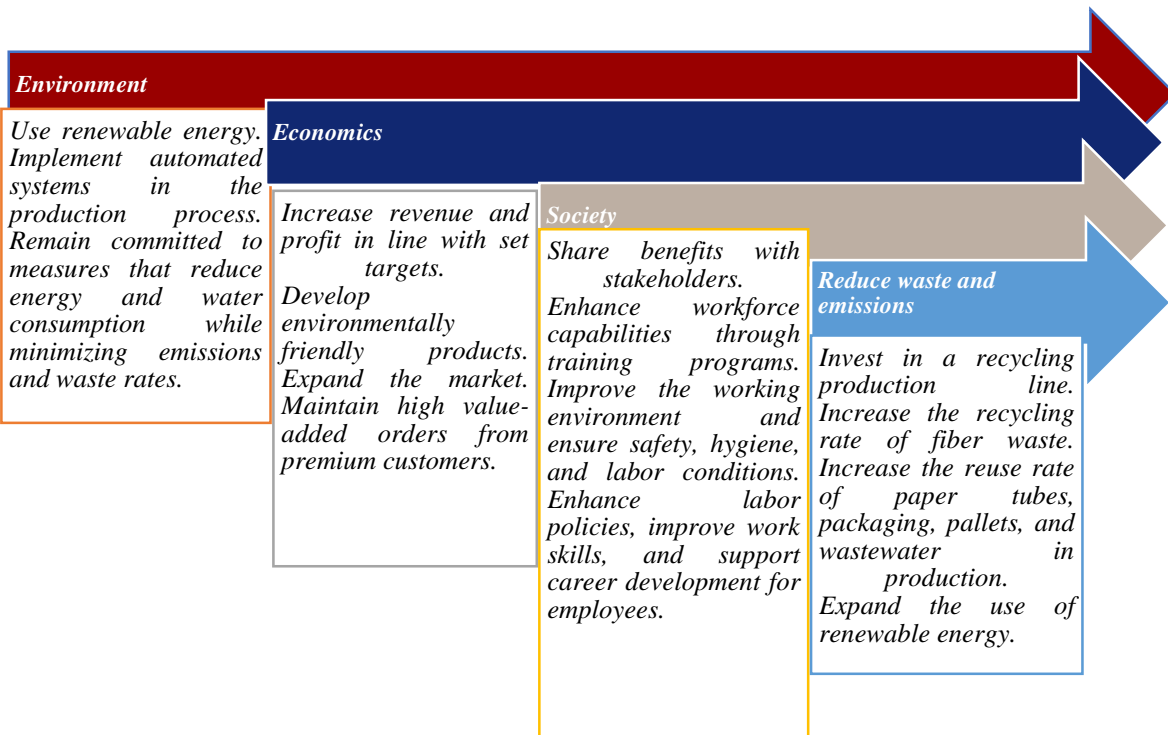 Environment
Use renewable energy.
Implement automated
systems in the
production process.
Remain committed to
measures that reduce
energy and water
consumption while
minimizing emissions
and waste rates.
Economics
Increase revenue and
profit in line with set
targets.
Develop
environmentally
friendly products.
Expand the market.
Maintain high value-
added orders from
premium customers.
Society
Share benefits with
stakeholders.
Enhance workforce
capabilities through
training programs.
Improve the working
environment and
ensure safety, hygiene,
and labor conditions.
Enhance labor
policies, improve work
skills, and support
career development for
employees.
Reduce waste and
emissions
Invest in a recycling
production line.
Increase the recycling
rate of fiber waste.
Increase the reuse rate
of paper tubes,
packaging, pallets, and
wastewater in
production.
Expand the use of
renewable energy.